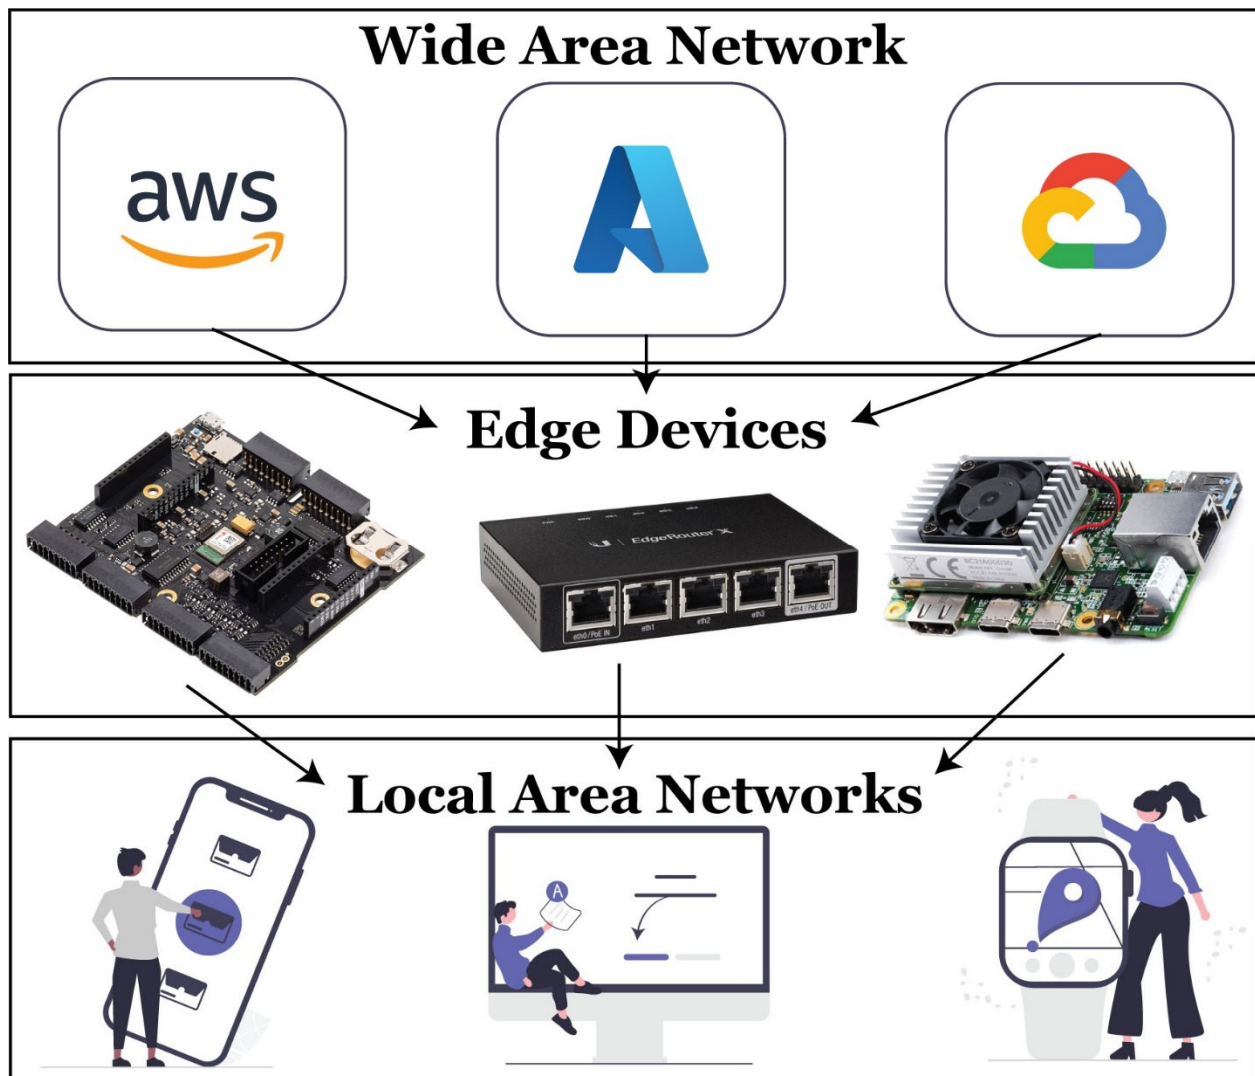 Wide Area Network
aws
Edge Devices
EdgeRouter X
eth0 / PoE IN
eth1
eth2
eth3
eth4 / PoE OUT
Local Area Networks
A